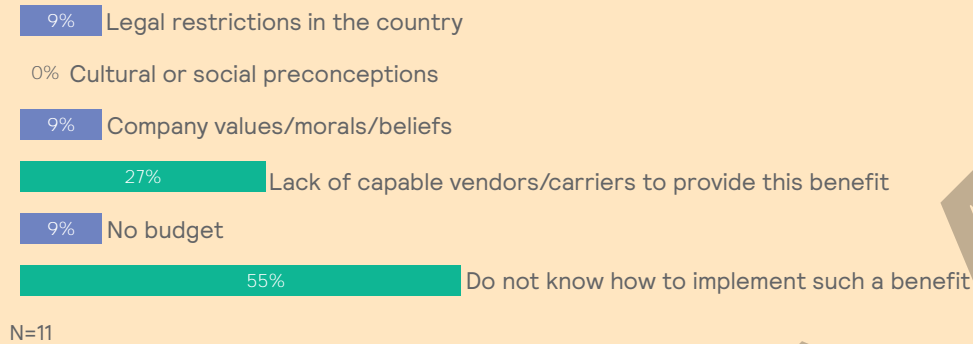 9% Legal restrictions in the country
0% Cultural or social preconceptions
9% Company values/morals/beliefs
27% Lack of capable vendors/carriers to provide this benefit
9% No budget
55% Do not know how to implement such a benefit
N=11